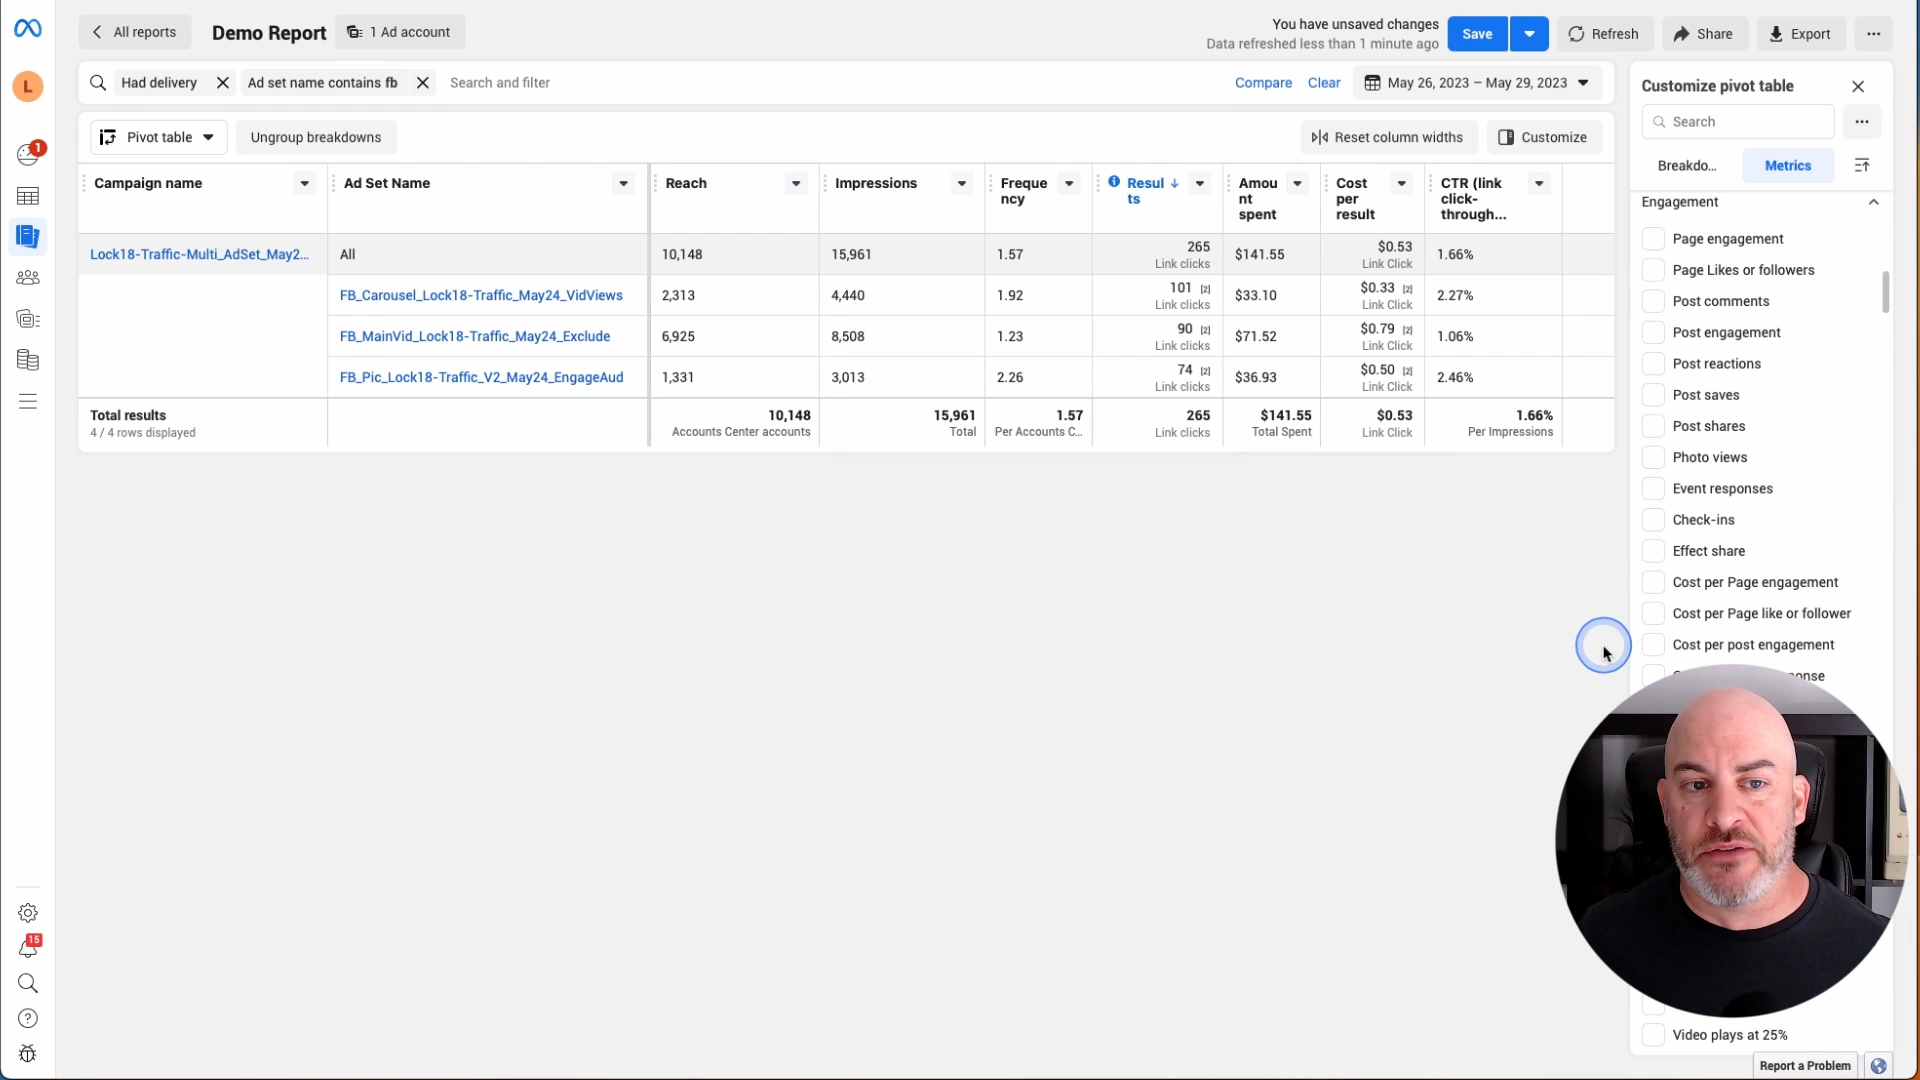 All reports
Demo Report
1 Ad account
You have unsaved changes
Data refreshed less than 1 minute ago
Save
Refresh
Share
Export
L
1
Had delivery
Ad set name contains fb
Search and filter
Compare
Clear
May 26, 2023 – May 29, 2023
Pivot table
Ungroup breakdowns
Reset column widths
Customize
Campaign name
Ad Set Name
Reach
Impressions
Freque
ncy
Resul
ts
Amou
nt
spent
Cost
per
result
CTR (link
click-
through...
Lock18-Traffic-Multi_AdSet_May2...
All
10,148
15,961
1.57
265
Link clicks
$141.55
$0.53
Link Click
1.66%
FB_Carousel_Lock18-Traffic_May24_VidViews
2,313
4,440
1.92
101 [2]
Link clicks
$33.10
$0.33 [2]
Link Click
2.27%
FB_MainVid_Lock18-Traffic_May24_Exclude
6,925
8,508
1.23
90 [2]
Link clicks
$71.52
$0.79 [2]
Link Click
1.06%
FB_Pic_Lock18-Traffic_V2_May24_EngageAud
1,331
3,013
2.26
74 [2]
Link clicks
$36.93
$0.50 [2]
Link Click
2.46%
Total results
4 / 4 rows displayed
10,148
Accounts Center accounts
15,961
Total
1.57
Per Accounts C...
265
Link clicks
$141.55
Total Spent
$0.53
Link Click
1.66%
Per Impressions
Customize pivot table
Search
Breakdo...
Metrics
Engagement
Page engagement
Page Likes or followers
Post comments
Post engagement
Post reactions
Post saves
Post shares
Photo views
Event responses
Check-ins
Effect share
Cost per Page engagement
Cost per Page like or follower
Cost per post engagement
Video plays at 25%
15
Report a Problem